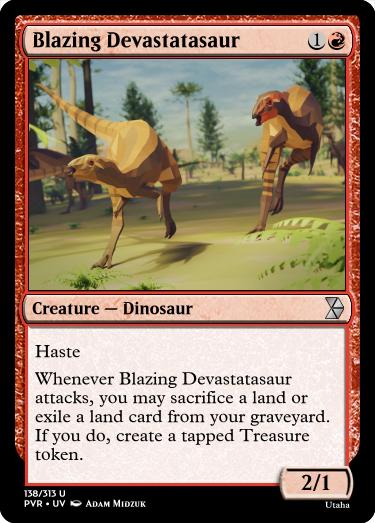 Blazing Devastatasaur 1
Creature — Dinosaur
Haste
Whenever Blazing Devastatasaur
attacks, you may sacrifice a land or
exile a land card from your graveyard.
If you do, create a tapped Treasure
token.
2/1
138/313 U
PVR • UV Adam Midzuk
Utaha